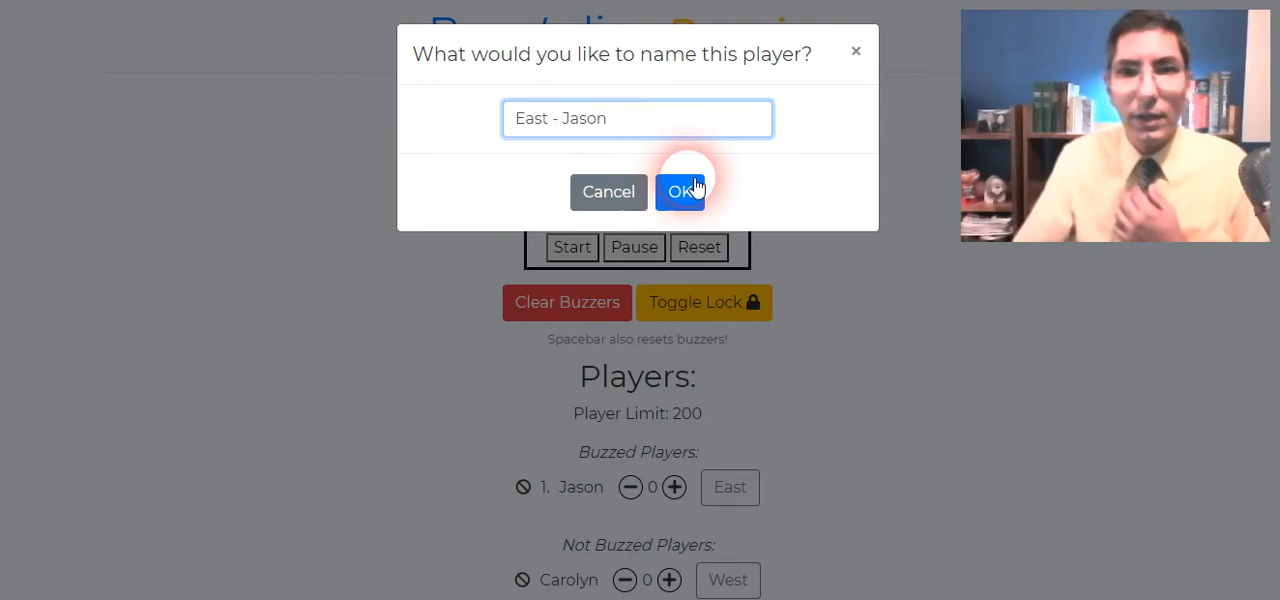 What would you like to name this player? ×
East - Jason
Cancel OK
Start Pause Reset
Clear Buzzers Toggle Lock
Spacebar also resets buzzers!
Players:
Player Limit: 200
Buzzed Players:
1. Jason 0 East
Not Buzzed Players:
Carolyn 0 West